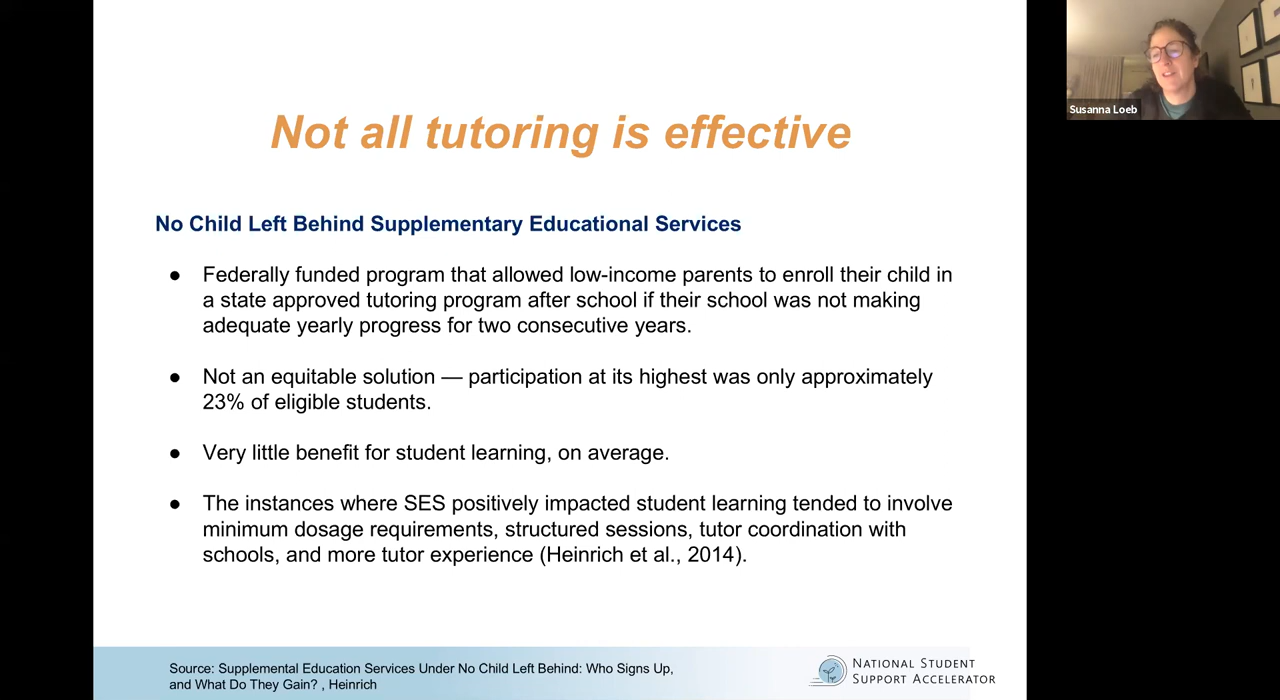 Not all tutoring is effective
No Child Left Behind Supplementary Educational Services
● Federally funded program that allowed low-income parents to enroll their child in
a state approved tutoring program after school if their school was not making
adequate yearly progress for two consecutive years.
● Not an equitable solution — participation at its highest was only approximately
23% of eligible students.
● Very little benefit for student learning, on average.
● The instances where SES positively impacted student learning tended to involve
minimum dosage requirements, structured sessions, tutor coordination with
schools, and more tutor experience (Heinrich et al., 2014).
Source: Supplemental Education Services Under No Child Left Behind: Who Signs Up,
and What Do They Gain? , Heinrich
NATIONAL STUDENT
SUPPORT ACCELERATOR
Susanna Loeb